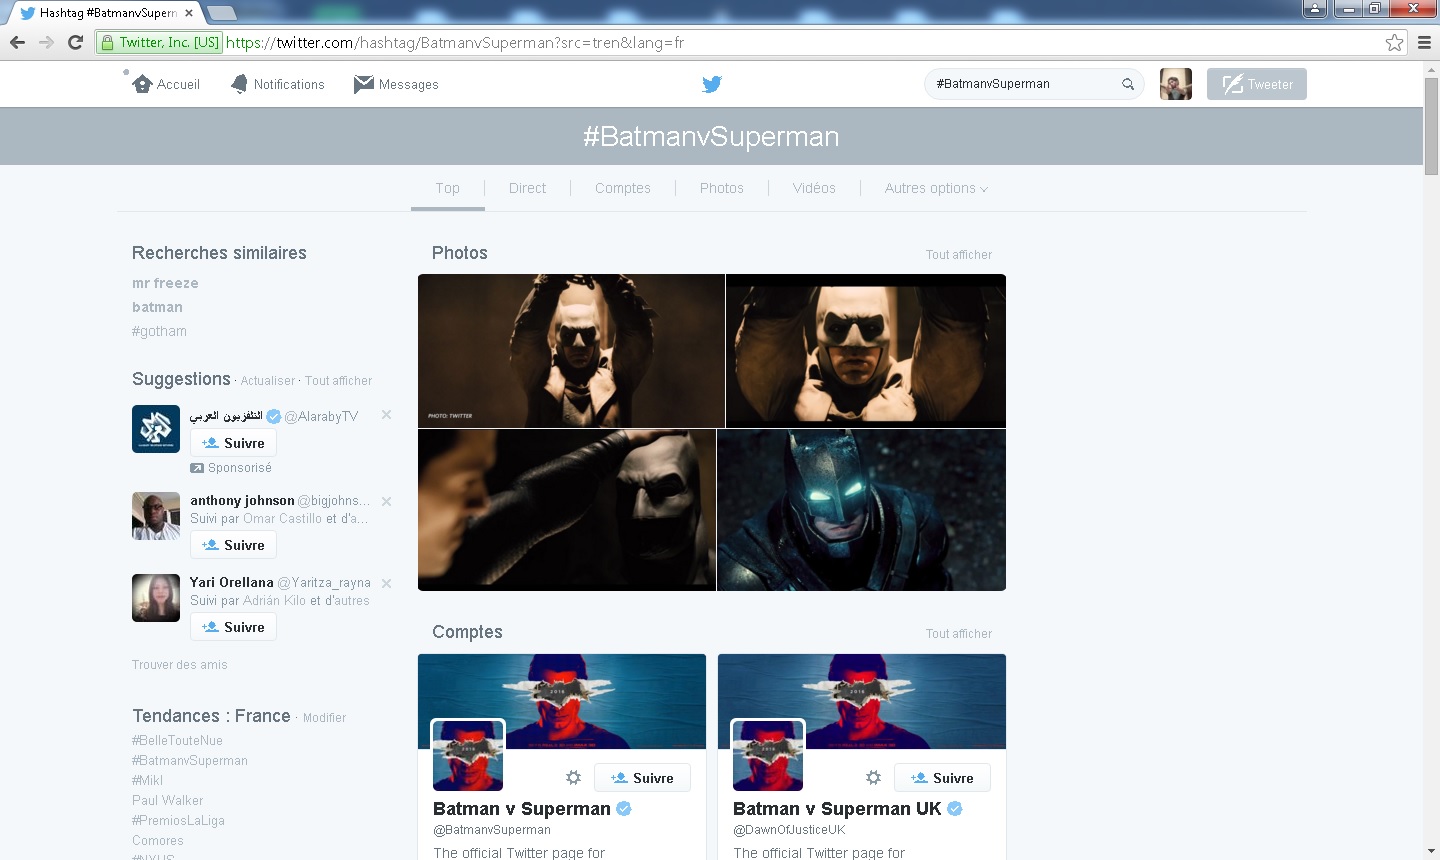 Hashtag #BatmanvSupern
Twitter, Inc. [US]
https://twitter.com/hashtag/BatmanvSuperman?src=tren&lang=fr
Accueil
Notifications
Messages
#BatmanvSuperman
Tweeter
#BatmanvSuperman
Top
Direct
Comptes
Photos
Vidéos
Autres options
Recherches similaires
mr freeze
batman
#gotham
Suggestions · Actualiser · Tout afficher
التلفزيون العربي @AlarabyTV
Suivre
Sponsorisé
anthony johnson @bigjohns...
Suivi par Omar Castillo et d'a...
Suivre
Yari Orellana @Yaritza_rayna
Suivi par Adrián Kilo et d'autres
Suivre
Trouver des amis
Tendances : France · Modifier
#BelleTouteNue
#BatmanvSuperman
#Mikl
Paul Walker
#PremiosLaLiga
Comores
Photos
Tout afficher
PHOTO: TWITTER
Comptes
Tout afficher
2016
2016
2016
2016
Suivre
Batman v Superman
@BatmanvSuperman
The official Twitter page for
Suivre
Batman v Superman UK
@DawnOfJusticeUK
The official Twitter page for